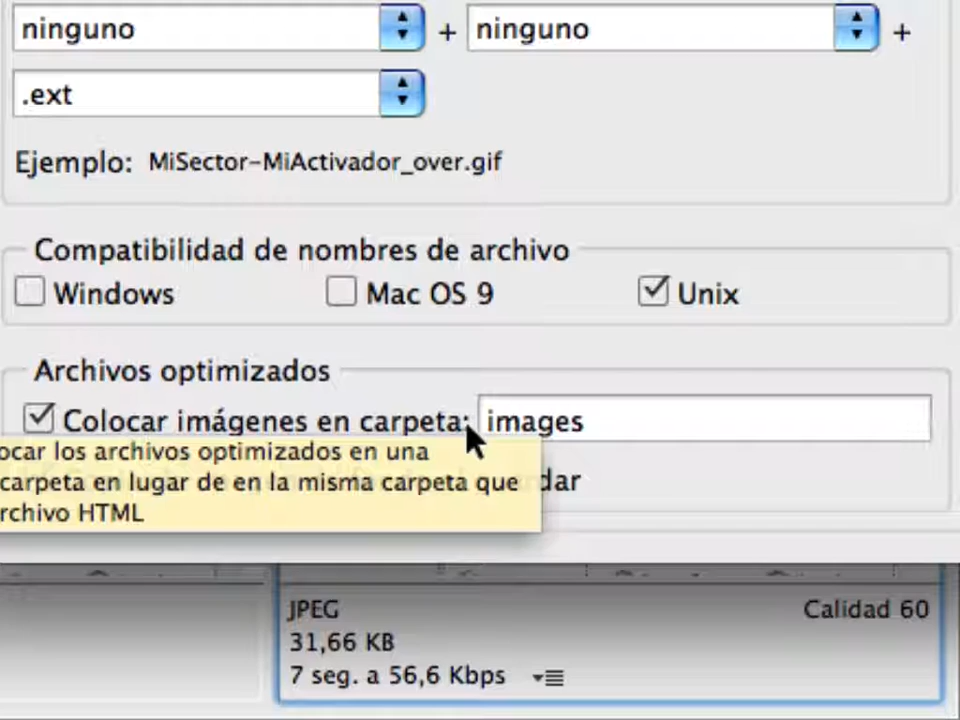 ninguno + ninguno +
.ext
Ejemplo: MiSector-MiActivador_over.gif
Compatibilidad de nombres de archivo
Windows Mac OS 9 Unix
Archivos optimizados
Colocar imágenes en carpeta: images
ocar los archivos optimizados en una
carpeta en lugar de en la misma carpeta que
rchivo HTML
dar
JPEG Calidad 60
31,66 KB
7 seg. a 56,6 Kbps